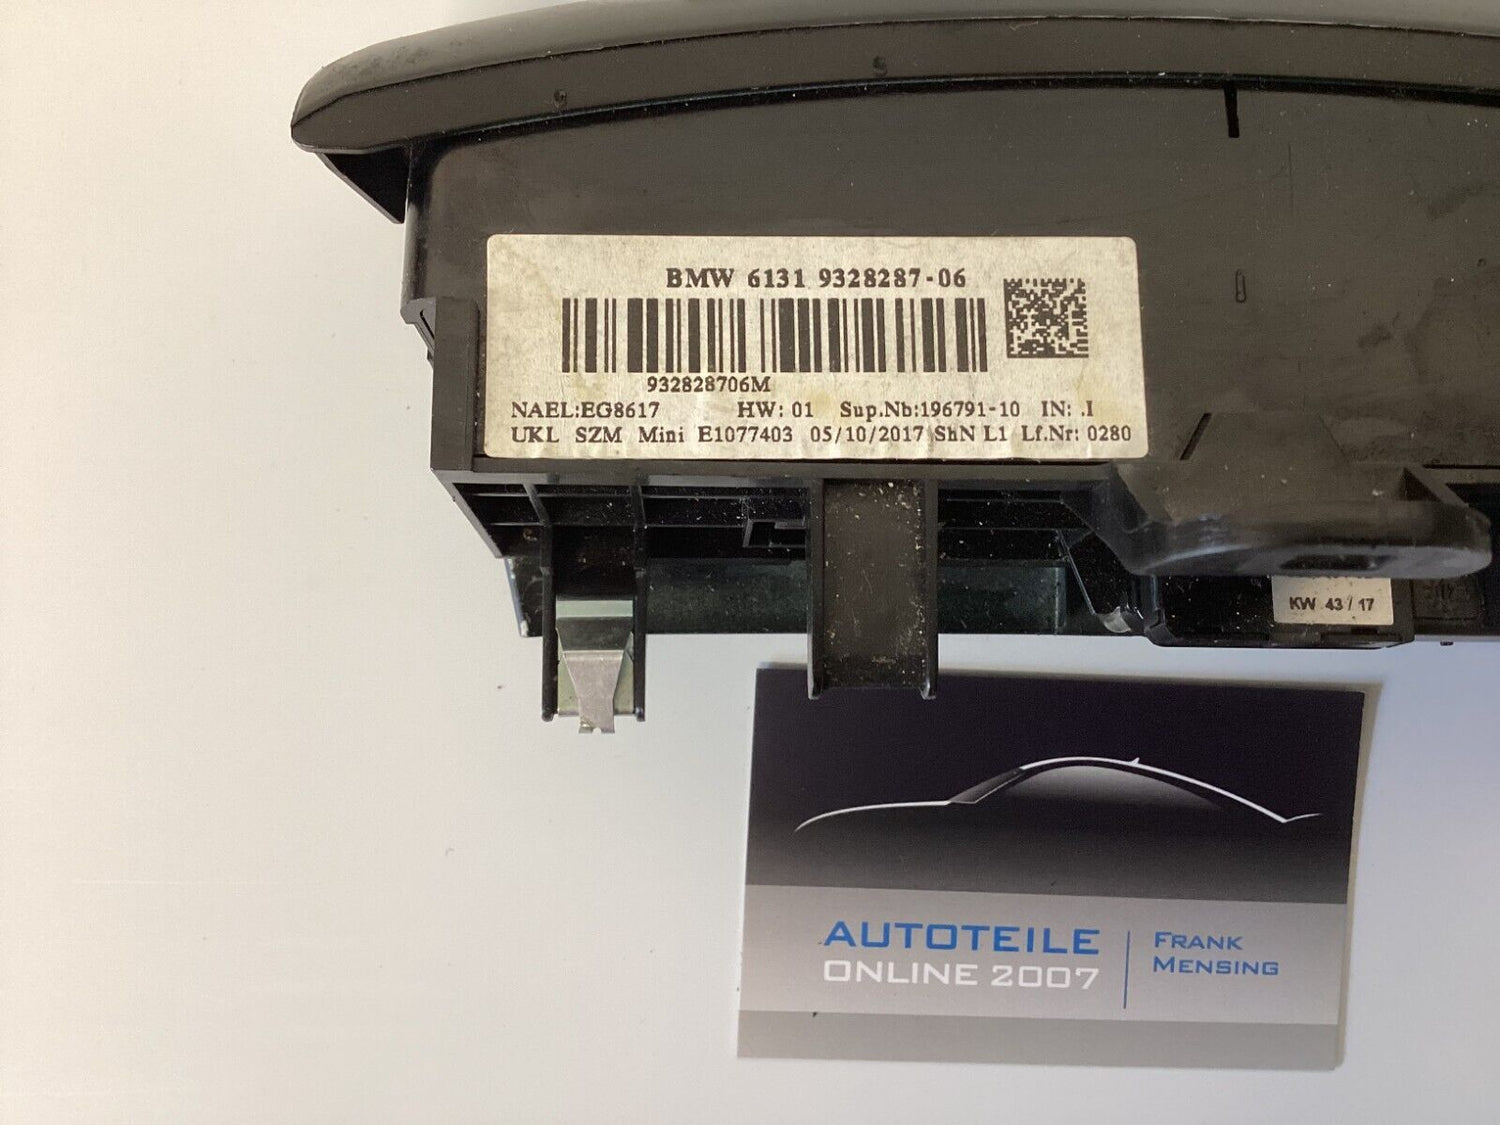 BMW 6131 9328287-06
932828706M
NAEL:EG8617 HW: 01 Sup.Nb:196791-10 IN: .I
UKL SZM Mini E1077403 05/10/2017 ShN L1 Lf.Nr: 0280
KW 43/17
AUTOTEILE
ONLINE 2007
FRANK
MENSING